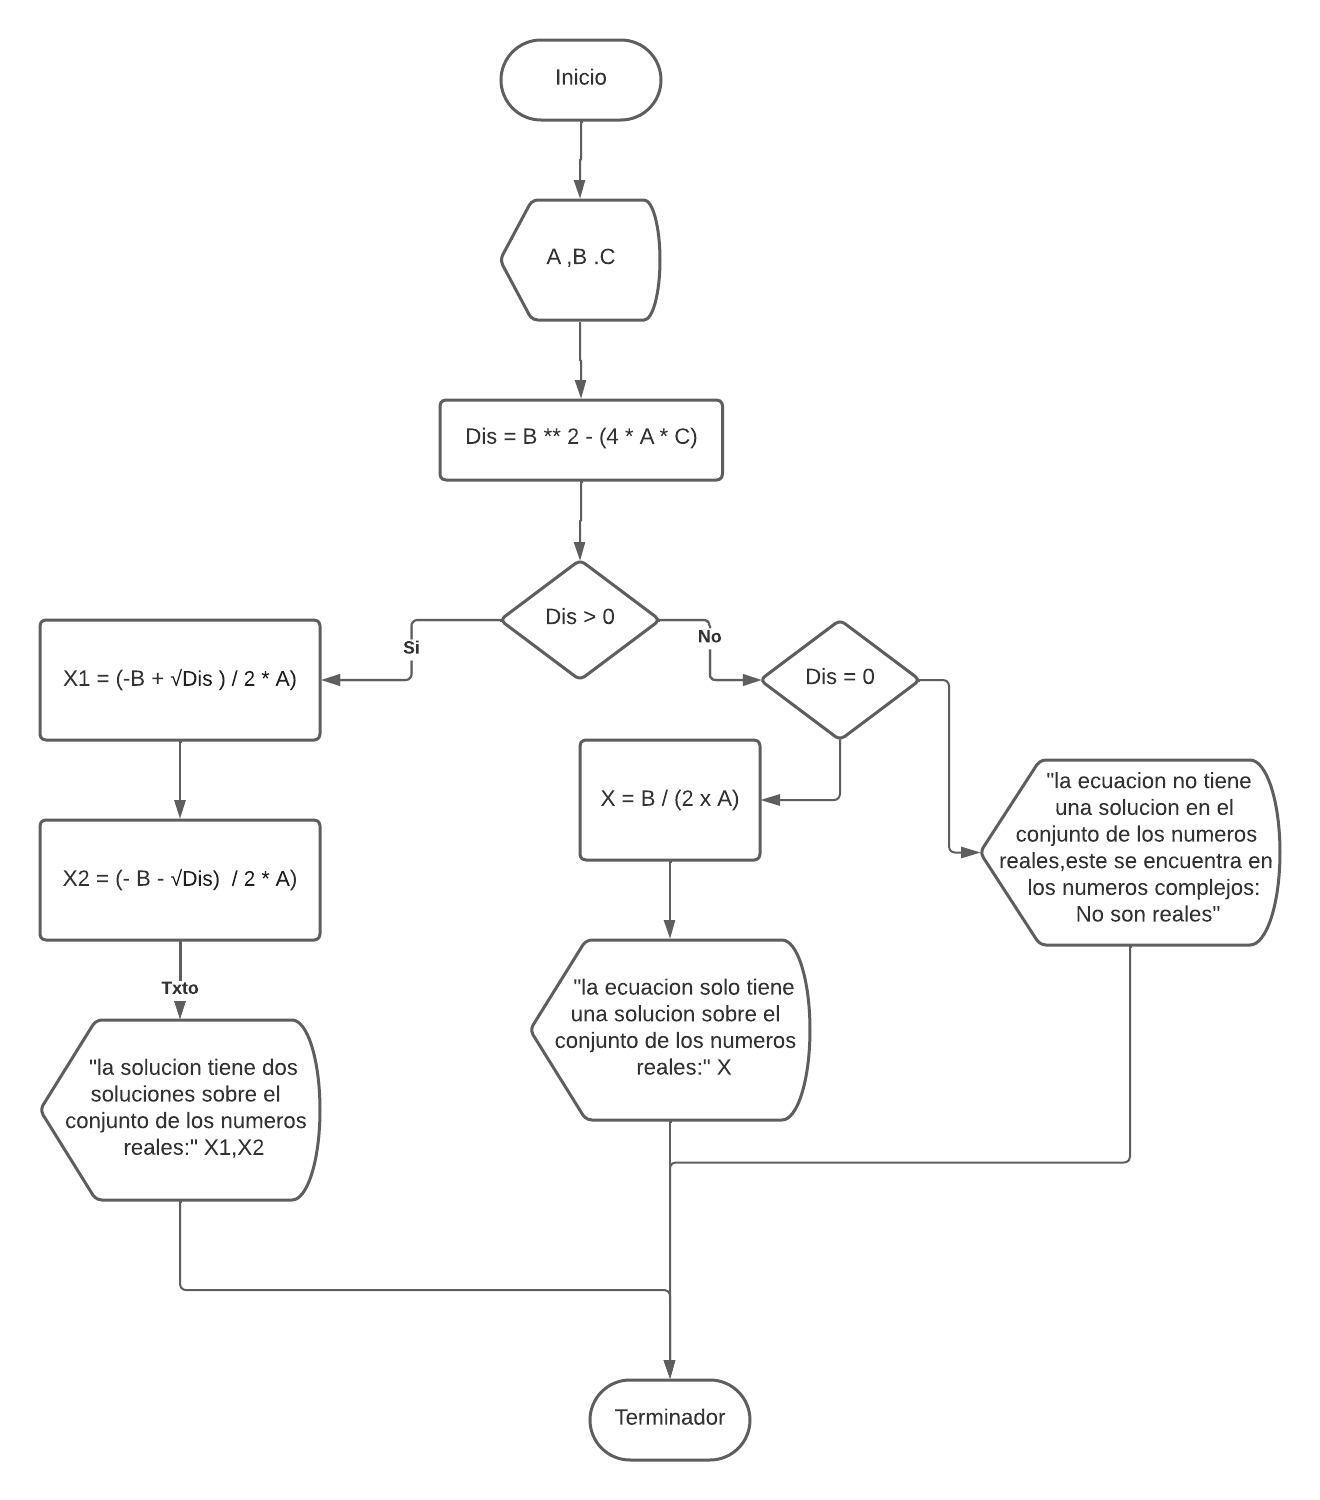 Inicio
A ,B .C
Dis = B ** 2 - (4 * A * C)
Dis > 0
Si
No
X1 = (-B + √Dis ) / 2 * A)
Dis = 0
X2 = (- B - √Dis)  / 2 * A)
X = B / (2 x A)
"la ecuacion no tiene
una solucion en el
conjunto de los numeros
reales,este se encuentra en
los numeros complejos:
No son reales"
Txto
"la solucion tiene dos
soluciones sobre el
conjunto de los numeros
reales:" X1,X2
"la ecuacion solo tiene
una solucion sobre el
conjunto de los numeros
reales:" X
Terminador